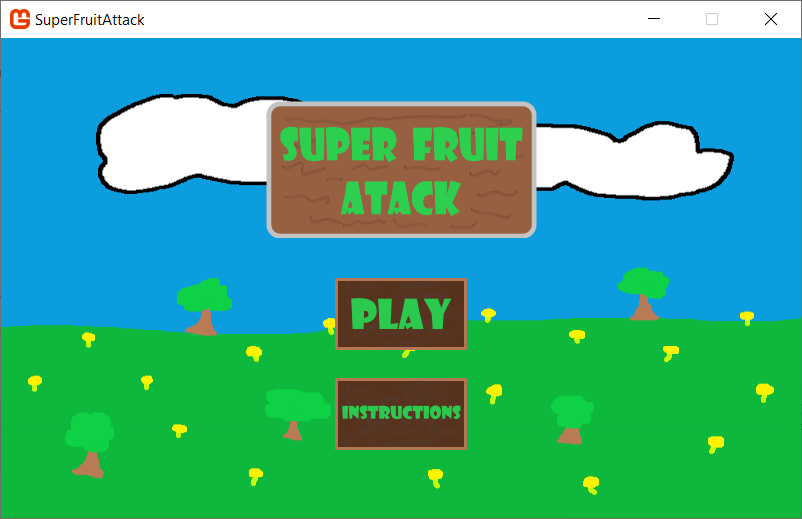 SuperFruitAttack
SUPER FRUIT
ATACK
PLAY
INSTRUCTIONS